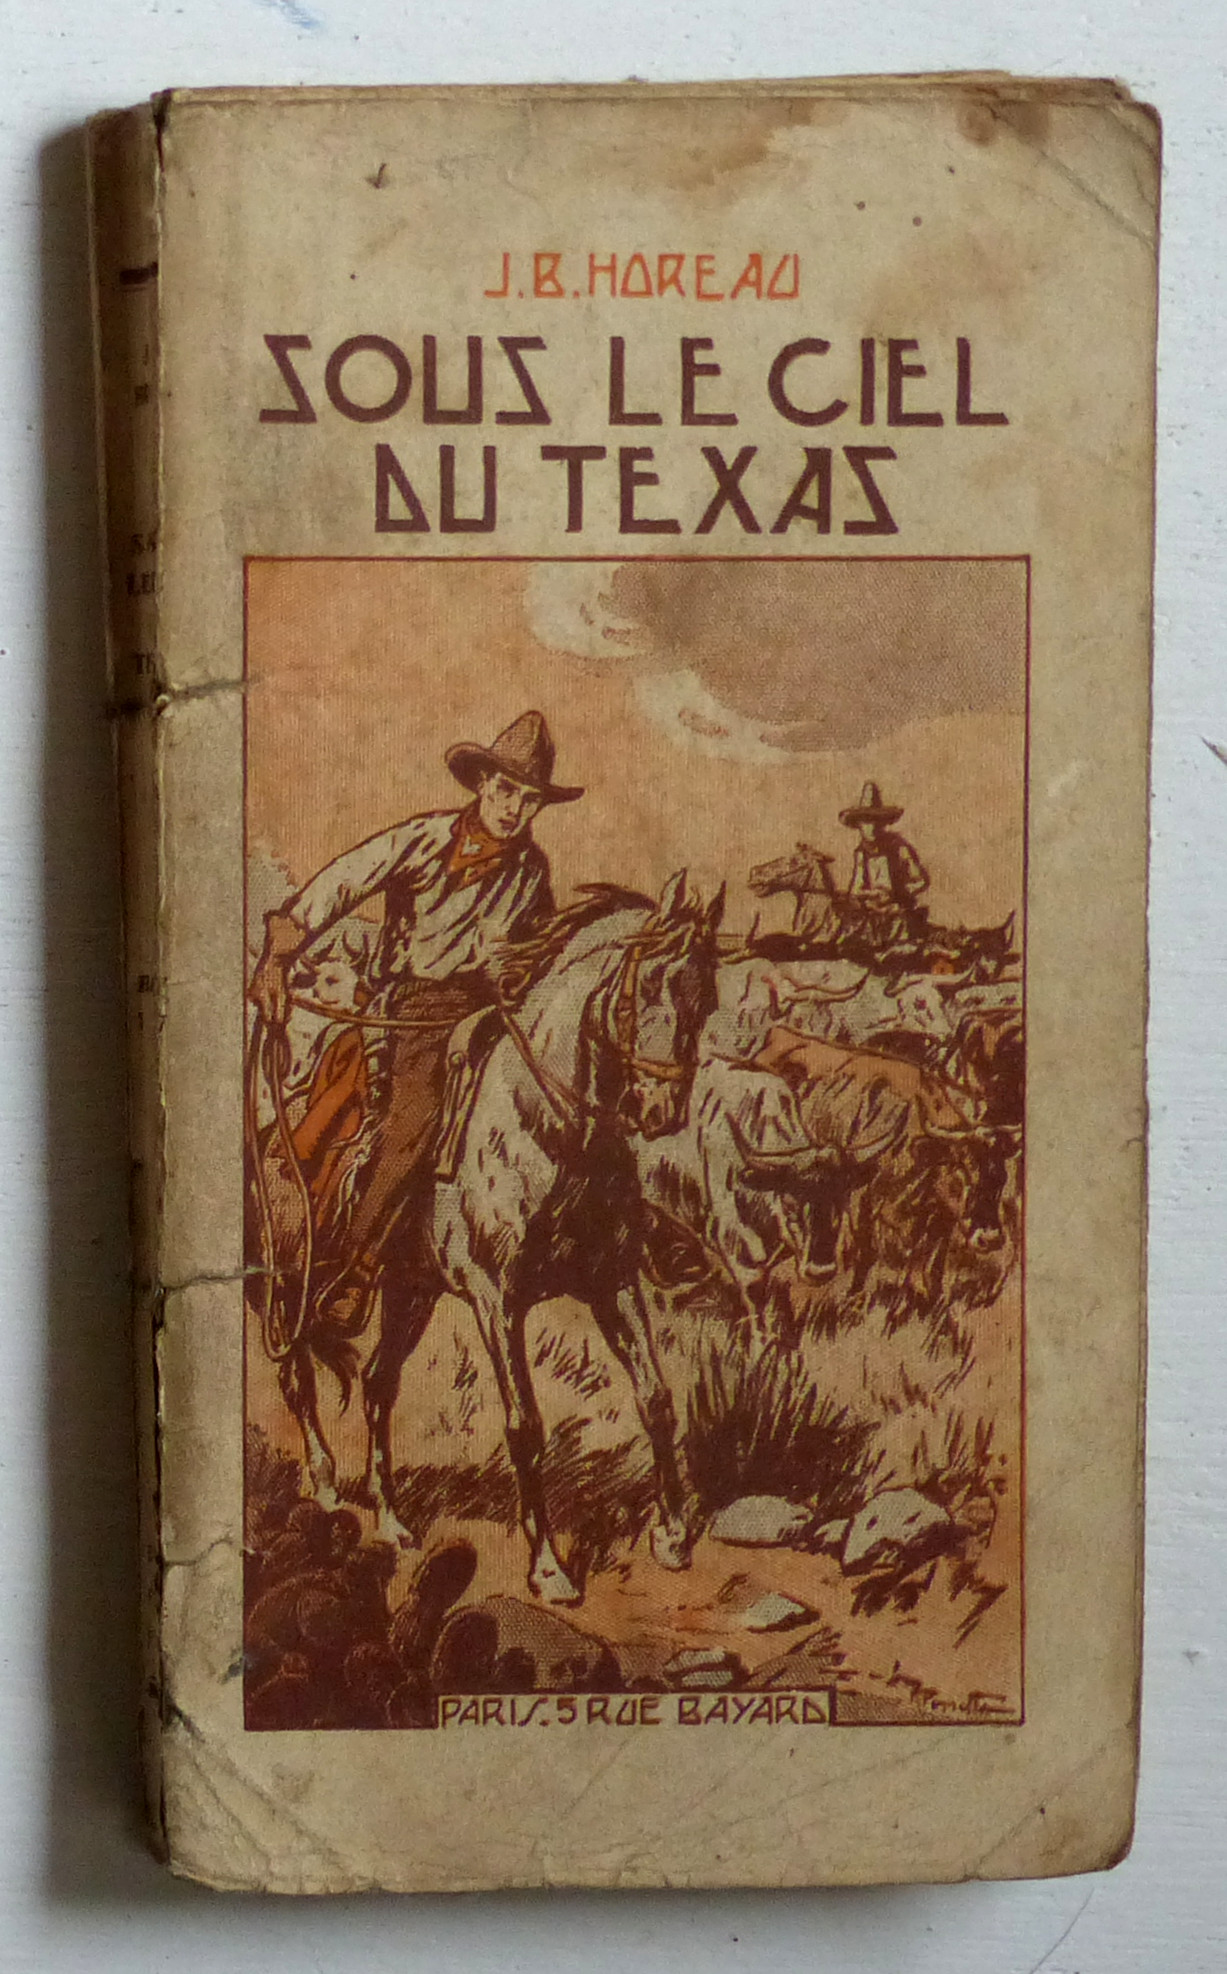 J.B.HOREAU
SOUS LE CIEL
DU TEXAS
PARIS.5 RUE BAYARD